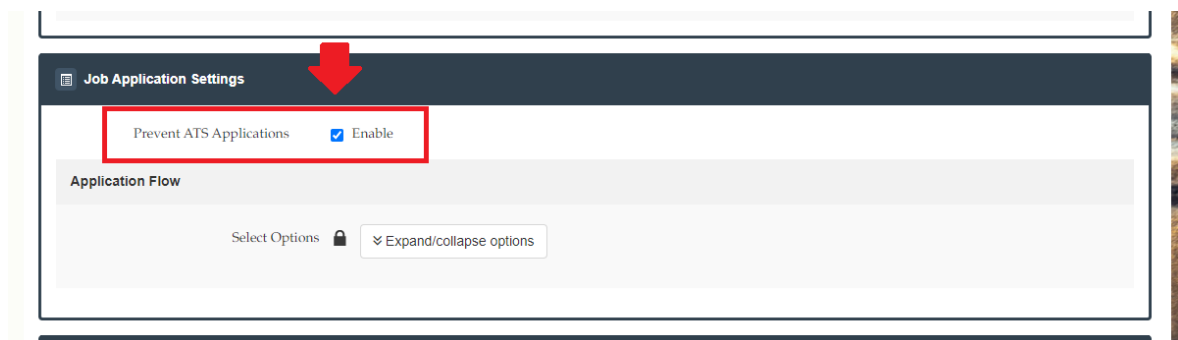 Job Application Settings
Prevent ATS Applications Enable
Application Flow
Select Options Expand/collapse options